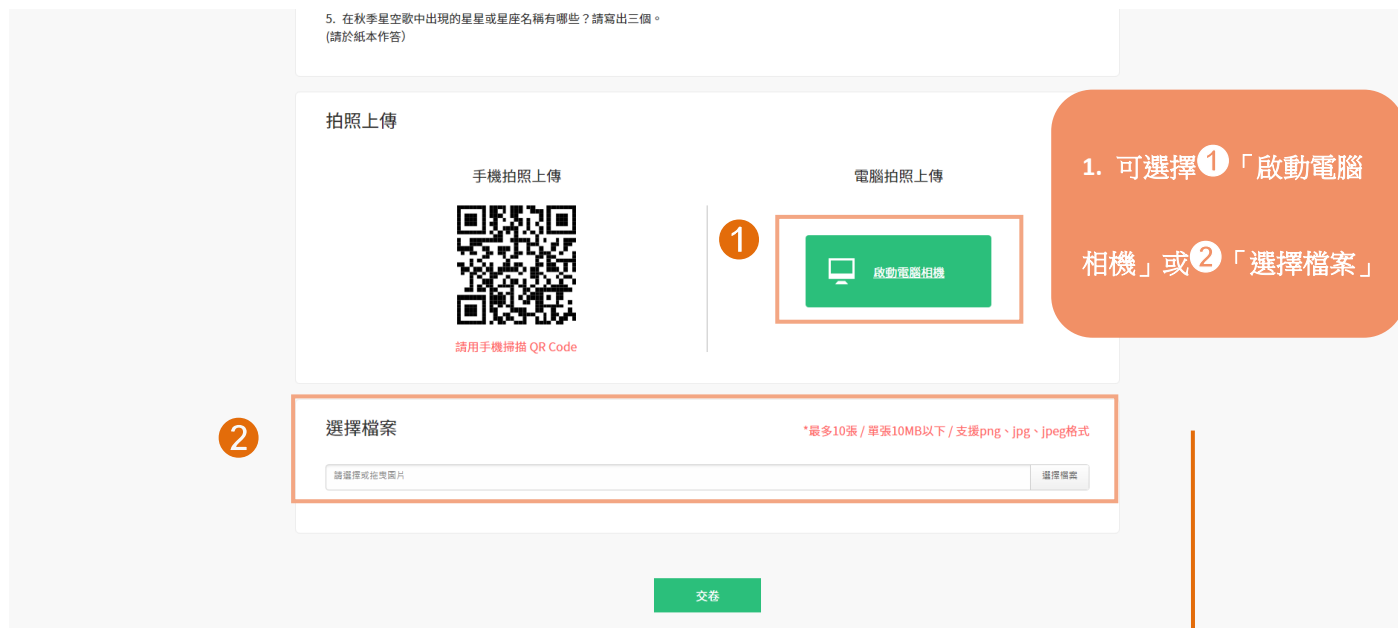 5. 在秋季星空歌中出現的星星或星座名稱有哪些？請寫出三個。
(請於紙本作答)
拍照上傳
手機拍照上傳
請用手機掃描 QR Code
電腦拍照上傳
1
啟動電腦相機
1. 可選擇1「啟動電腦
相機」或2「選擇檔案」
2
選擇檔案
*最多10張 / 單張10MB以下 / 支援png、jpg、jpeg格式
請選擇或拖曳圖片
選擇檔案
交卷